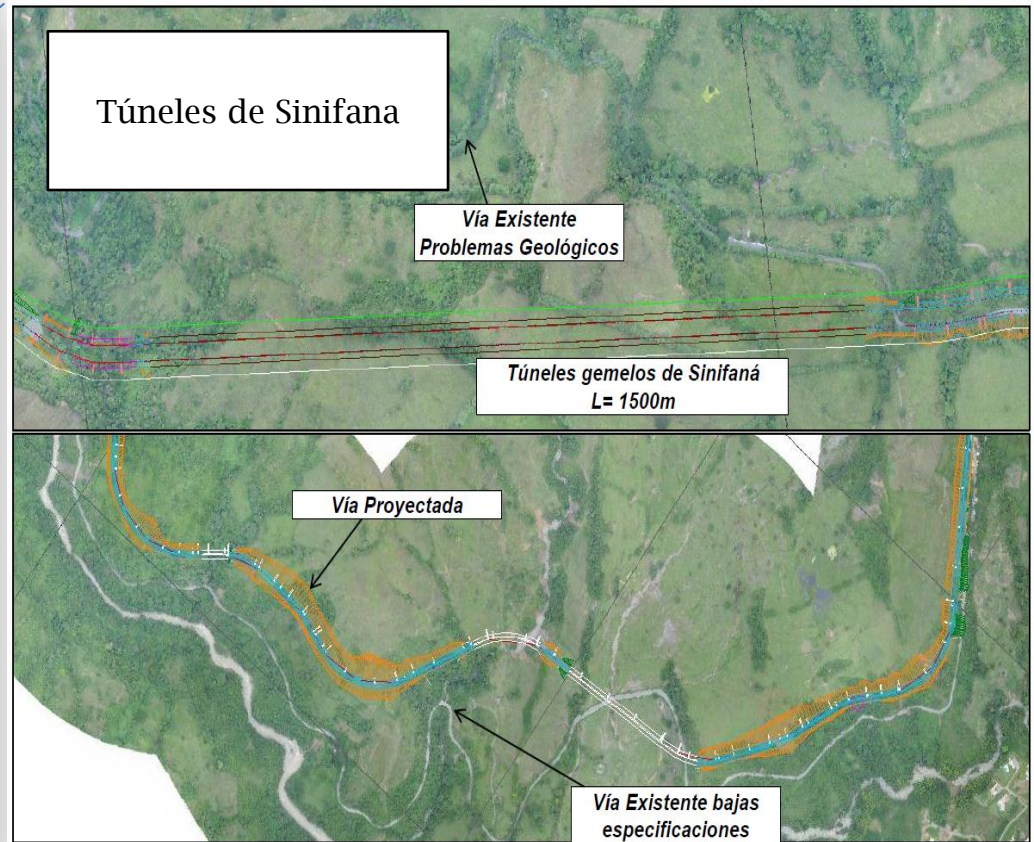 Túneles de Sinifana
Vía Existente
Problemas Geológicos
Túneles gemelos de Sinifaná
L= 1500m
Vía Proyectada
Vía Existente bajas
especificaciones